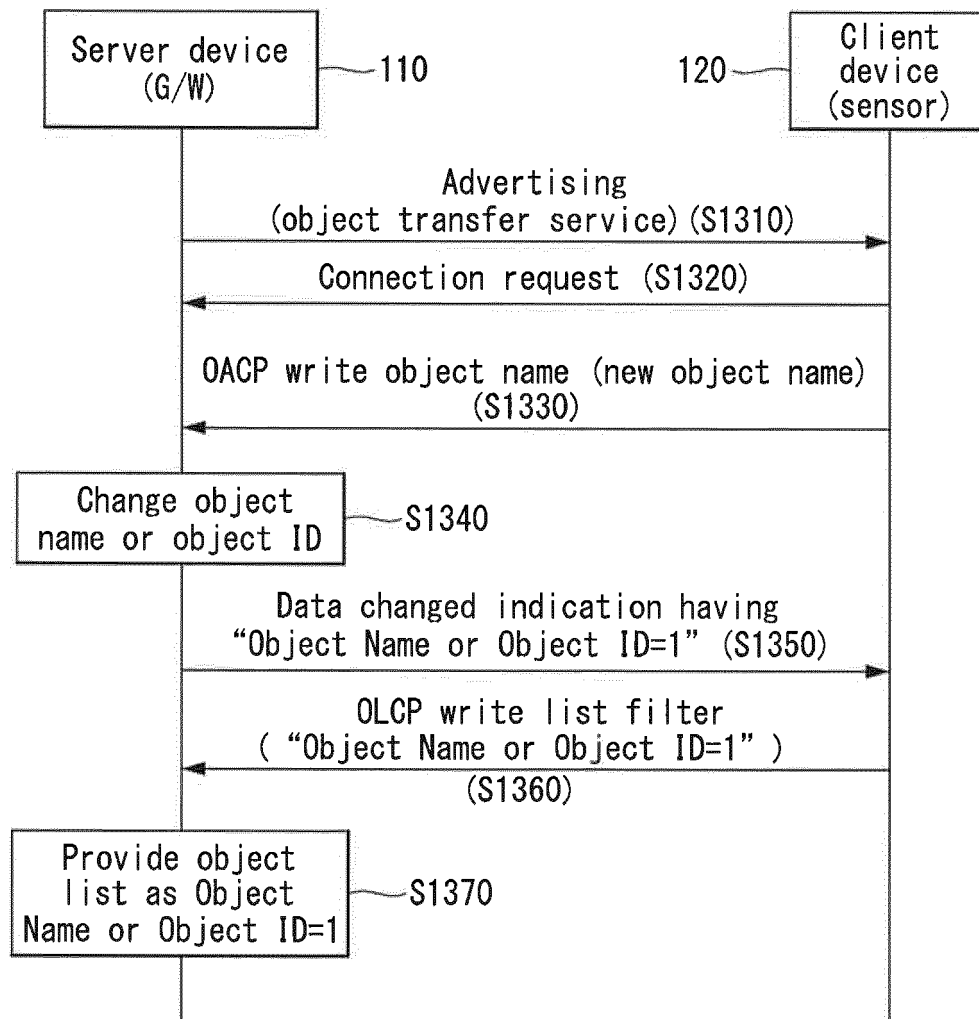 Server device
(G/W)
110
120
Client
device
(sensor)
Advertising
(object transfer service)(S1310)
Connection request (S1320)
OACP write object name (new object name)
(S1330)
Change object
name or object ID
S1340
Data changed indication having
“Object Name or Object ID=1” (S1350)
OLCP write list filter
( “Object Name or Object ID=1” )
(S1360)
Provide object
list as Object
Name or Object ID=1
S1370